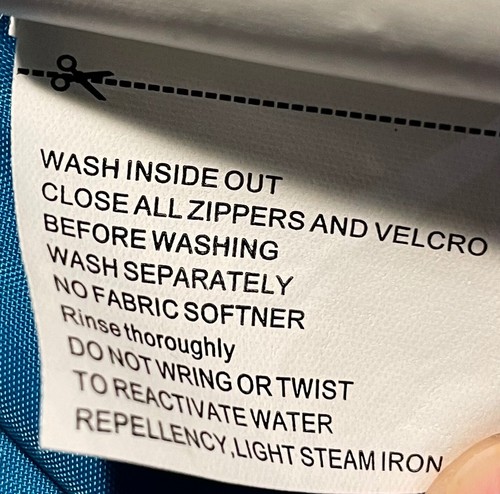 WASH INSIDE OUT
CLOSE ALL ZIPPERS AND VELCRO
BEFORE WASHING
WASH SEPARATELY
NO FABRIC SOFTNER
Rinse thoroughly
DO NOT WRING OR TWIST
TO REACTIVATE WATER
REPELLENCY,LIGHT STEAM IRON